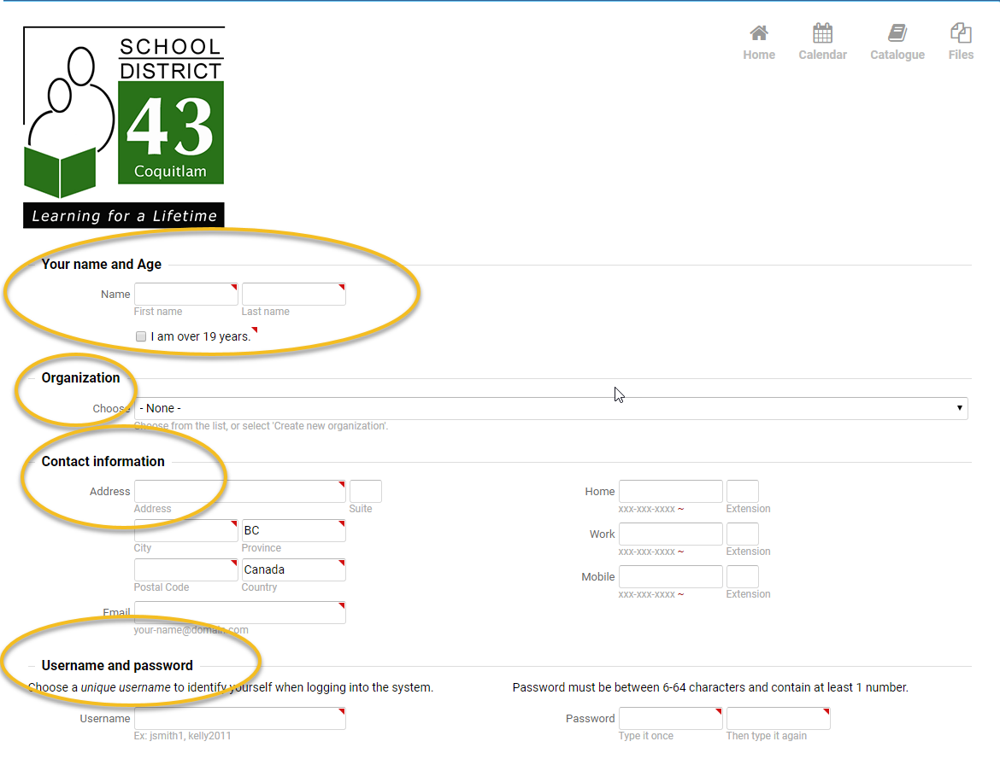 SCHOOL
DISTRICT
43
Coquitlam
Learning for a Lifetime
Home Calendar Catalogue Files
Your name and Age
Name
First name Last name
I am over 19 years.
Organization
Choose - None -
Choose from the list, or select 'Create new organization'.
Contact information
Address Home
Address Suite xxx-xxx-xxxx ~ Extension
BC Work
City Province xxx-xxx-xxxx ~ Extension
Canada Mobile
Postal Code Country xxx-xxx-xxxx ~ Extension
Email
your-name@domain.com
Username and password
Choose a unique username to identify yourself when logging into the system. Password must be between 6-64 characters and contain at least 1 number.
Username Password
Ex: jsmith1, kelly2011 Type it once Then type it again